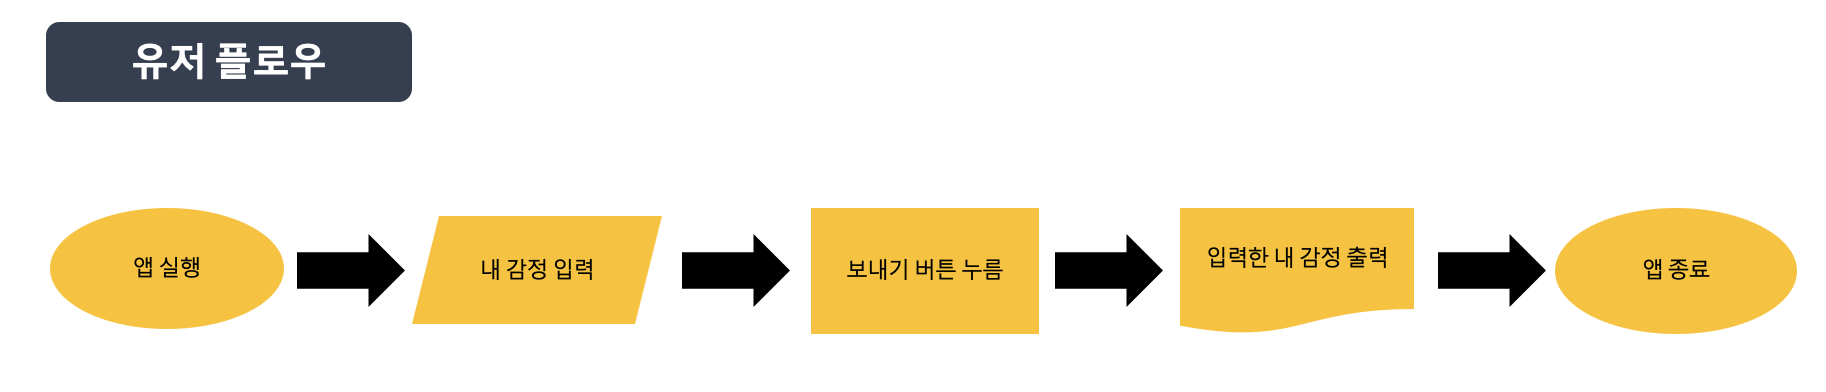 유저 플로우
앱 실행
내 감정 입력
보내기 버튼 누름
입력한 내 감정 출력
앱 종료